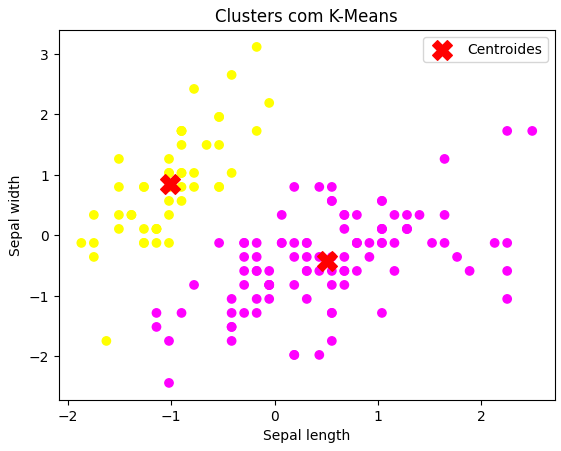 Clusters com K-Means
Centroides
3
2
1
0
−1
−2
Sepal width
−2
−1
0
1
2
Sepal length